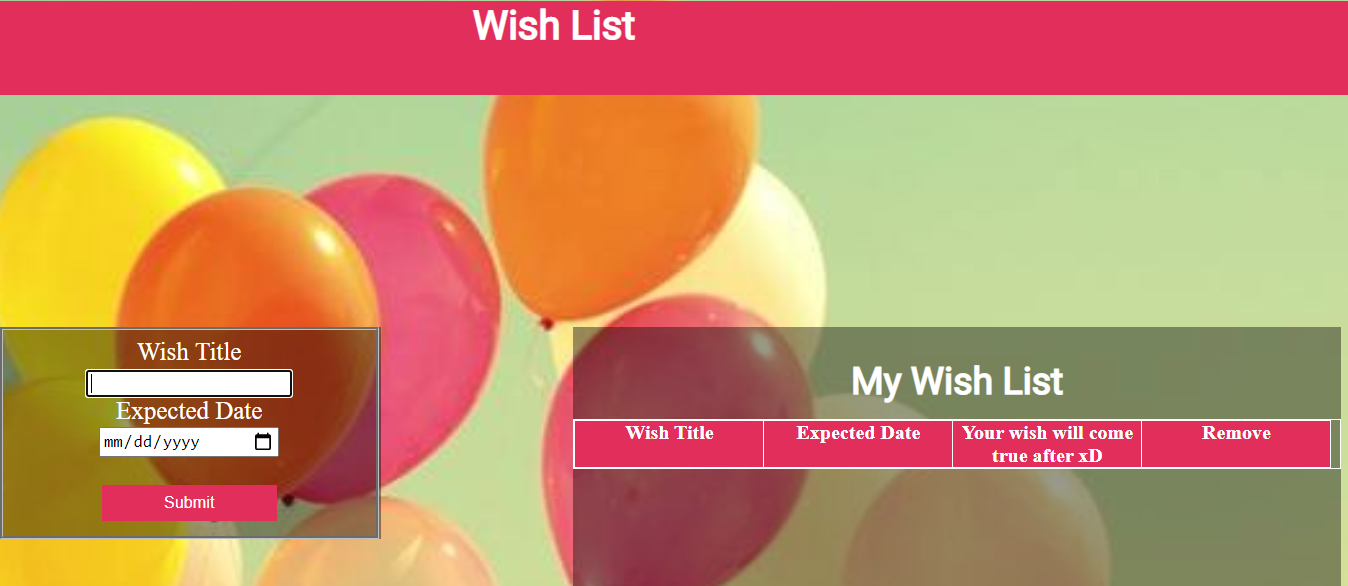 Wish List
Wish Title
Expected Date
mm/dd/yyyy
Submit
My Wish List
Wish Title
Expected Date
Your wish will come
true after xD
Remove